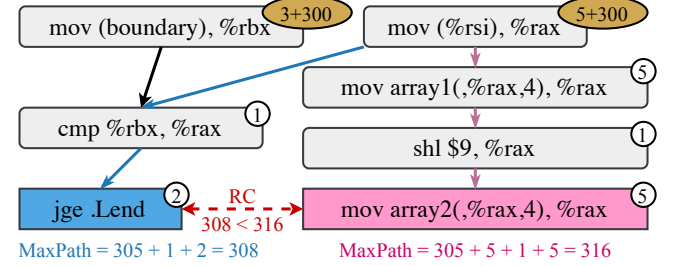 mov (boundary), %rbx
3+300
mov (%rsi), %rax
5+300
mov array1(,%rax,4), %rax
5
cmp %rbx, %rax
1
shl $9, %rax
1
jge .Lend
2
RC
308 < 316
mov array2(,%rax,4), %rax
5
MaxPath = 305 + 1 + 2 = 308
MaxPath = 305 + 5 + 1 + 5 = 316